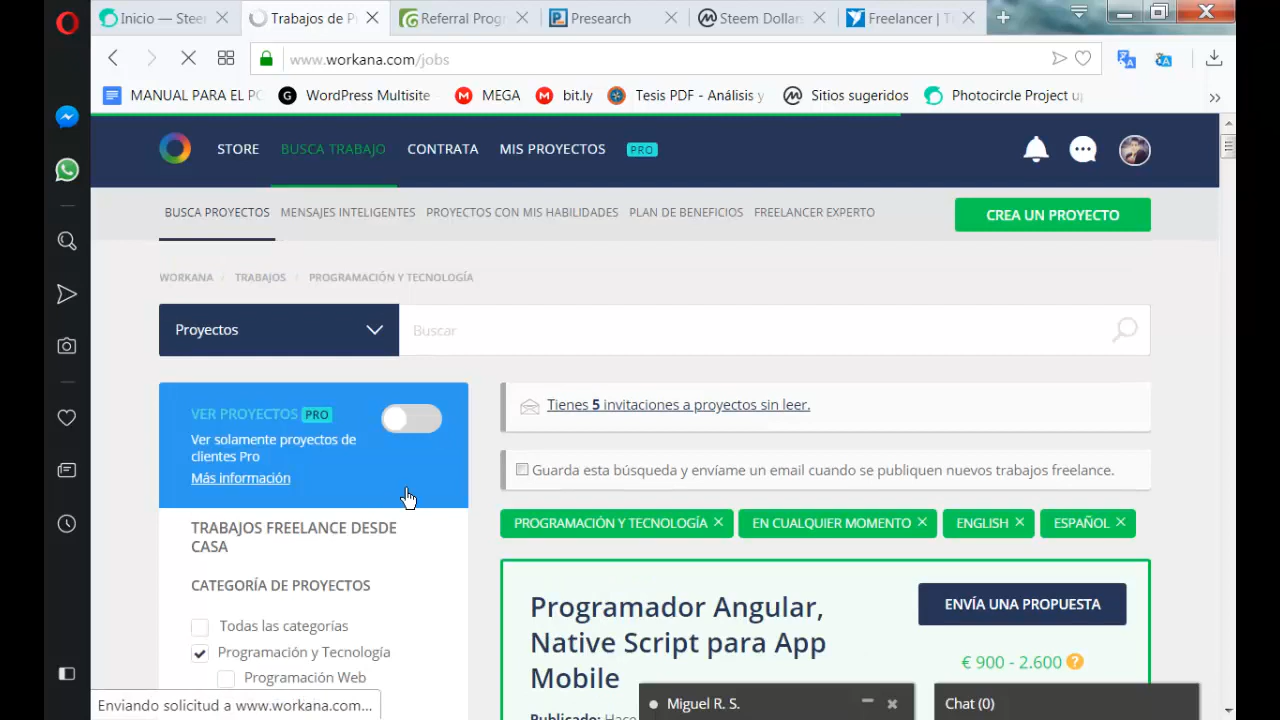 Inicio — Steer
Trabajos de P
Referral Prog
Presearch
Steem Dollar
Freelancer | T
www.workana.com/jobs
MANUAL PARA EL PC
WordPress Multisite
MEGA
bit.ly
Tesis PDF - Análisis y
Sitios sugeridos
Photocircle Project up
STORE
BUSCA TRABAJO
CONTRATA
MIS PROYECTOS
PRO
BUSCA PROYECTOS
MENSAJES INTELIGENTES
PROYECTOS CON MIS HABILIDADES
PLAN DE BENEFICIOS
FREELANCER EXPERTO
CREA UN PROYECTO
WORKANA / TRABAJOS / PROGRAMACIÓN Y TECNOLOGÍA
Proyectos
Buscar
VER PROYECTOS PRO
Ver solamente proyectos de
clientes Pro
Más información
Tienes 5 invitaciones a proyectos sin leer.
Guarda esta búsqueda y envíame un email cuando se publiquen nuevos trabajos freelance.
PROGRAMACIÓN Y TECNOLOGÍA ×
EN CUALQUIER MOMENTO ×
ENGLISH ×
ESPAÑOL ×
TRABAJOS FREELANCE DESDE
CASA
CATEGORÍA DE PROYECTOS
Todas las categorías
Programación y Tecnología
Programación Web
Programador Angular,
Native Script para App
Mobile
Publicado: Hace
ENVÍA UNA PROPUESTA
€ 900 - 2.600 ?
Enviando solicitud a www.workana.com...
Miguel R. S.
Chat (0)